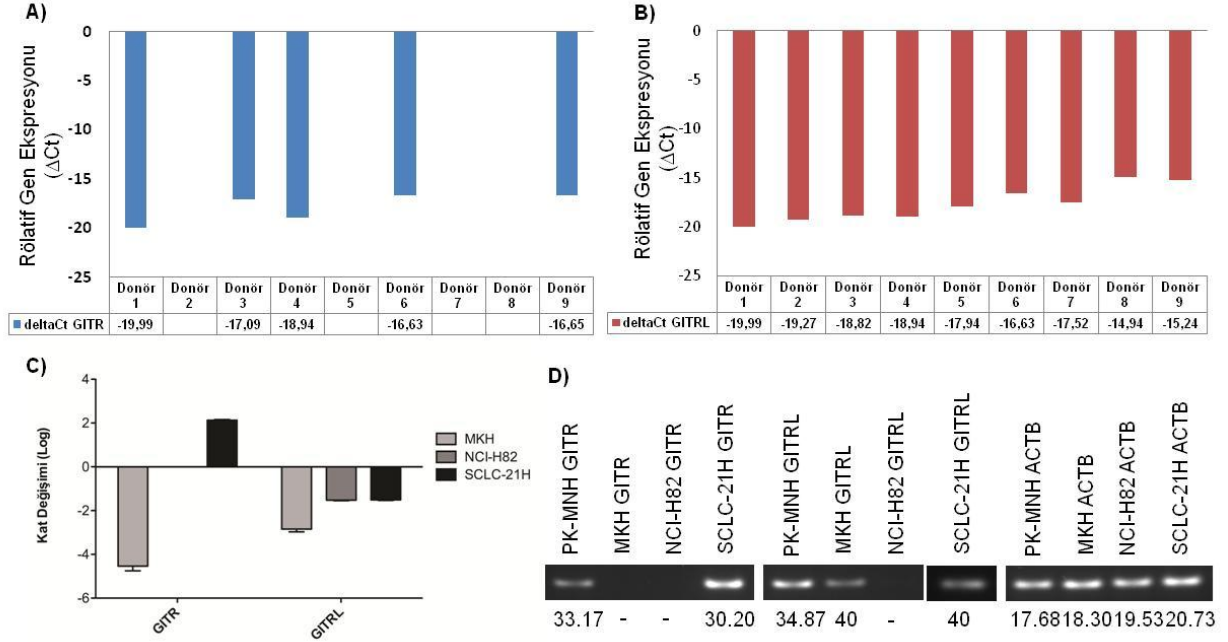 A)
Rölatif Gen Ekspresyonu
(ΔCt)
0
-5
-10
-15
-20
-25
Donör 1 Donör 2 Donör 3 Donör 4 Donör 5 Donör 6 Donör 7 Donör 8 Donör 9
deltaCt GITR -19,99 -17,09 -18,94 -16,63 -16,65
B)
Rölatif Gen Ekspresyonu
(ΔCt)
0
-5
-10
-15
-20
-25
Donör 1 Donör 2 Donör 3 Donör 4 Donör 5 Donör 6 Donör 7 Donör 8 Donör 9
deltaCt GITRL -19,99 -19,27 -18,82 -18,94 -17,94 -16,63 -17,52 -14,94 -15,24
C)
Kat Değişimi (Log)
4
2
0
-2
-4
-6
GITR
GITRL
MKH
NCI-H82
SCLC-21H
D)
PK-MNH GITR
MKH GITR
NCI-H82 GITR
SCLC-21H GITR
PK-MNH GITRL
MKH GITRL
NCI-H82 GITRL
SCLC-21H GITRL
PK-MNH ACTB
MKH ACTB
NCI-H82 ACTB
SCLC-21H ACTB
33.17 - - 30.20 34.87 40 - 40 17.68 18.30 19.53 20.73